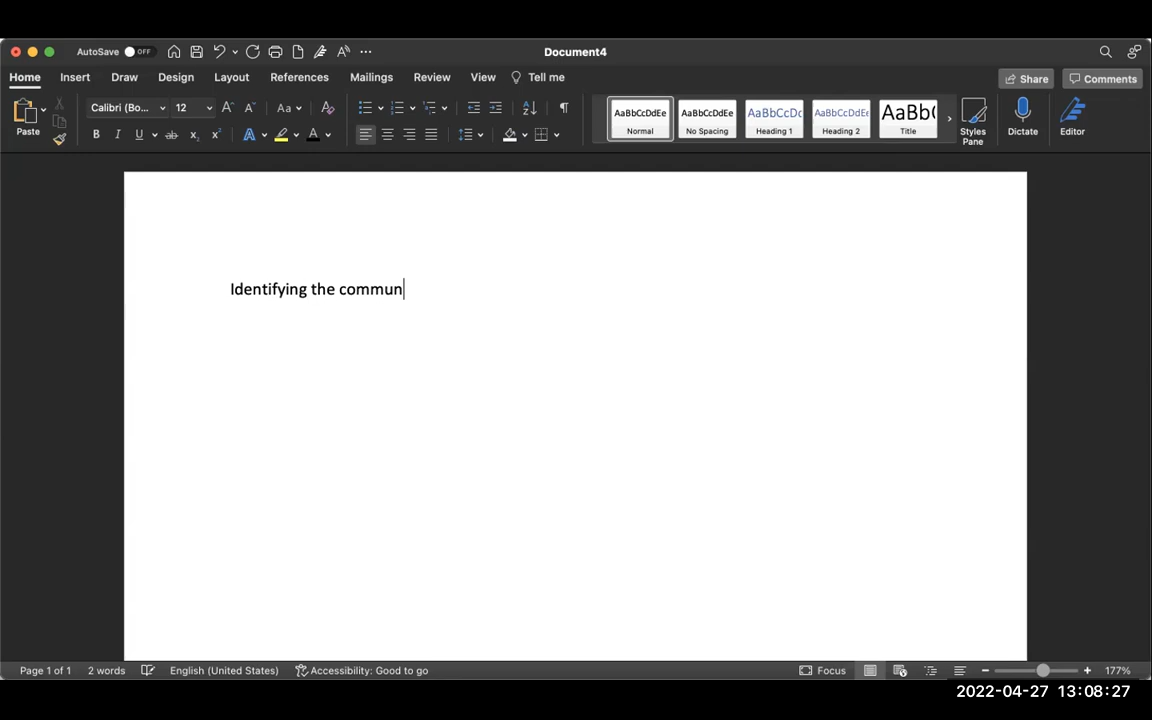 AutoSave OFF Document4
Home Insert Draw Design Layout References Mailings Review View Tell me Share Comments
Paste Calibri (Bo... 12 Aa AaBbCcDdEe Normal AaBbCcDdEe No Spacing AaBbCcDc Heading 1 AaBbCcDdEe Heading 2 AaBb( Title Styles Pane Dictate Editor
Identifying the commun
Page 1 of 1 2 words English (United States) Accessibility: Good to go Focus 177%
2022-04-27 13:08:27